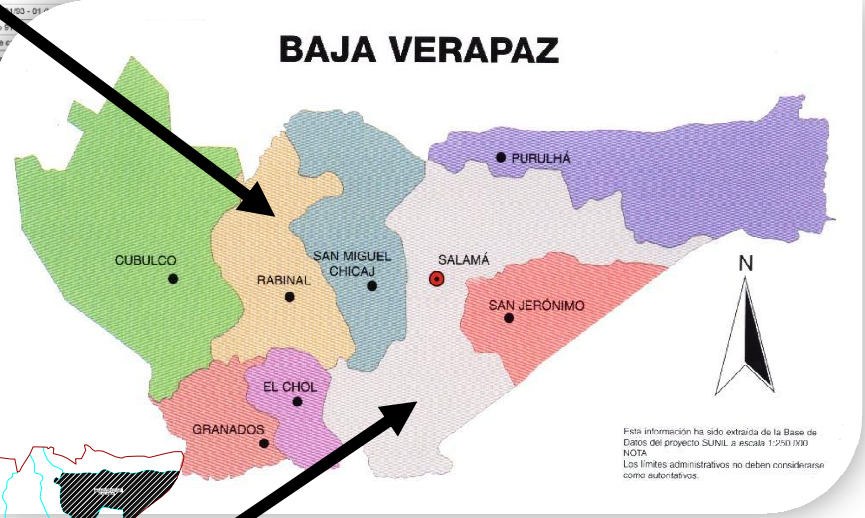 BAJA VERAPAZ
PURULHÁ
CUBULCO
SAN MIGUEL
CHICAJ
SALAMÁ
N
RABINAL
SAN JERÓNIMO
EL CHOL
GRANADOS
Esta información ha sido extraída de la Base de
Datos del proyecto SUNIL a escala 1:250 000
NOTA
Los límites administrativos no deben considerarse
como autoritativos.